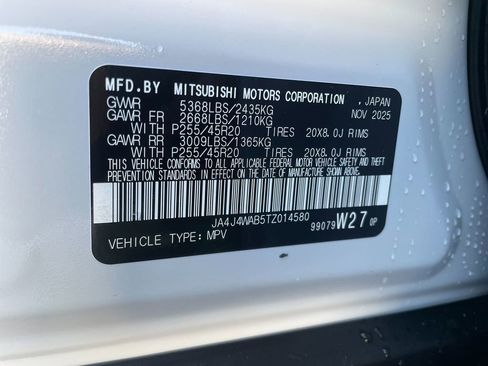 MFD.BY MITSUBISHI MOTORS CORPORATION , JAPAN
GVWR 5368LBS/2435KG NOV 2025
GAWR FR 2668LBS/1210KG
WITH P255/45R20 TIRES 20X8.0J RIMS
GAWR RR 3009LBS/1365KG
WITH P255/45R20 TIRES 20X8.0J RIMS
THIS VEHICLE CONFORMS TO ALL APPLICABLE FEDERAL MOTOR VEHICLE SAFETY AND THEFT
PREVENTION STANDARDS IN EFFECT ON THE DATE OF MANUFACTURE SHOWN ABOVE.
JA4J4WAB5TZ014580
VEHICLE TYPE: MPV 99079 W27 0P